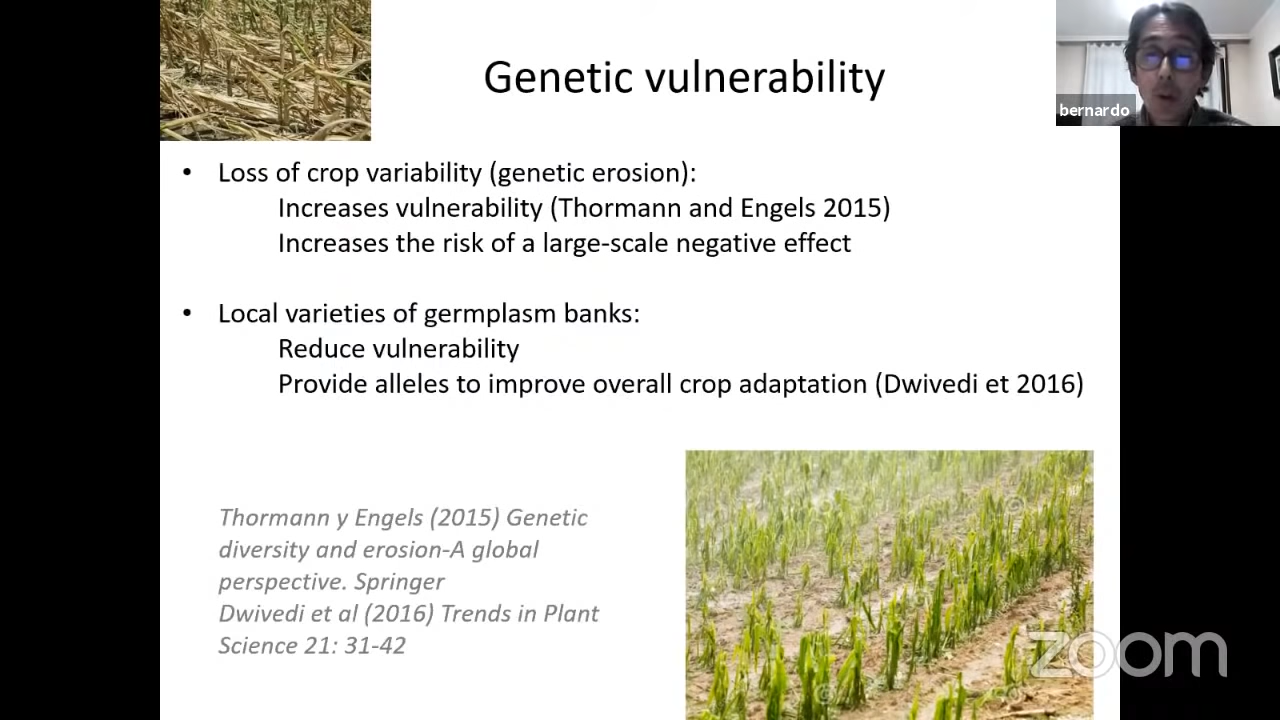 Genetic vulnerability
bernardo
• Loss of crop variability (genetic erosion):
Increases vulnerability (Thormann and Engels 2015)
Increases the risk of a large-scale negative effect
• Local varieties of germplasm banks:
Reduce vulnerability
Provide alleles to improve overall crop adaptation (Dwivedi et 2016)
Thormann y Engels (2015) Genetic
diversity and erosion-A global
perspective. Springer
Dwivedi et al (2016) Trends in Plant
Science 21: 31-42
zoom